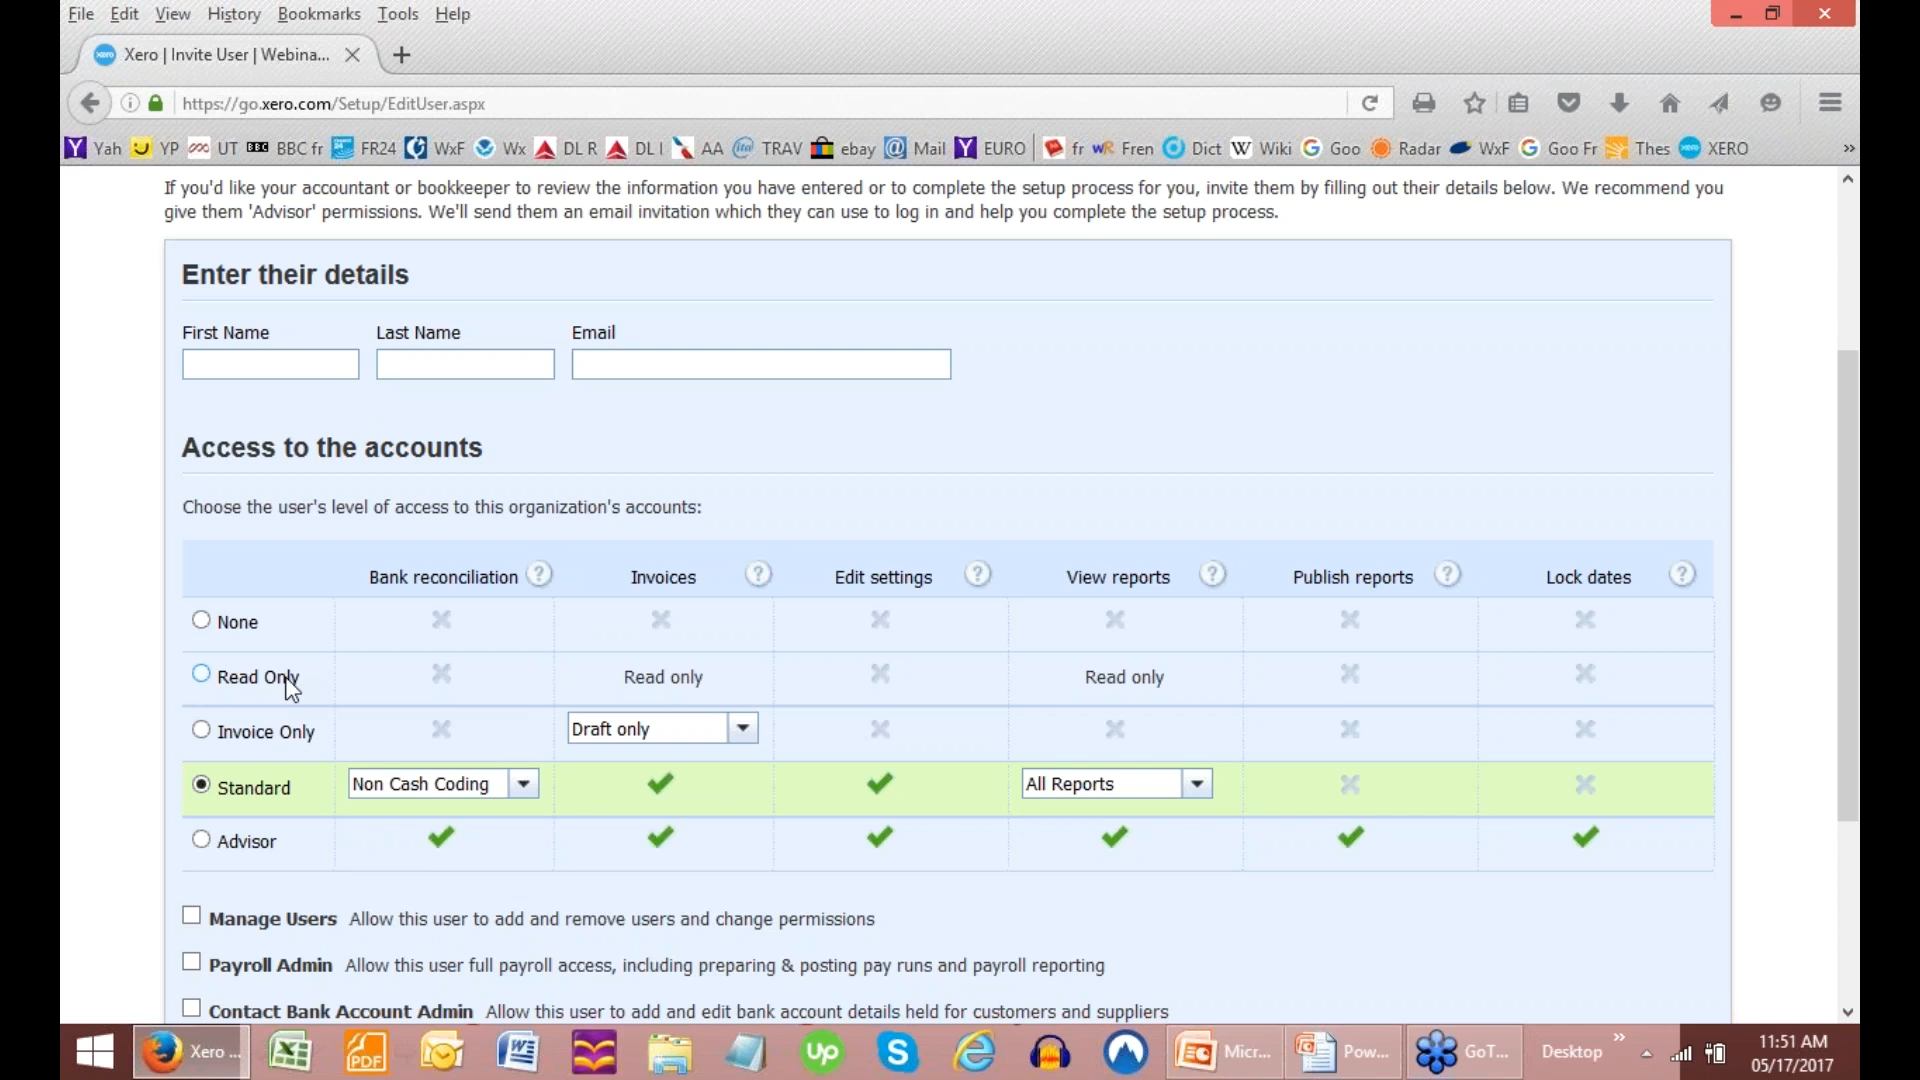 File Edit View History Bookmarks Tools Help
Xero | Invite User | Webina...
https://go.xero.com/Setup/EditUser.aspx
Yah YP UT BBC BBC fr FR24 WxF Wx DL R DL I AA TRAV ebay Mail EURO fr wR Fren Dict W Wiki Goo Radar WxF Goo Fr Thes XERO »
If you'd like your accountant or bookkeeper to review the information you have entered or to complete the setup process for you, invite them by filling out their details below. We recommend you
give them 'Advisor' permissions. We'll send them an email invitation which they can use to log in and help you complete the setup process.
Enter their details
First Name Last Name Email
Access to the accounts
Choose the user's level of access to this organization's accounts:
Bank reconciliation ? Invoices ? Edit settings ? View reports ? Publish reports ? Lock dates ?
None
Read Only Read only Read only
Invoice Only Draft only
Standard Non Cash Coding All Reports
Advisor
Manage Users Allow this user to add and remove users and change permissions
Payroll Admin Allow this user full payroll access, including preparing & posting pay runs and payroll reporting
Contact Bank Account Admin Allow this user to add and edit bank account details held for customers and suppliers
Xero ... PDF Up S Micr... Pow... GoT... Desktop » 11:51 AM
05/17/2017